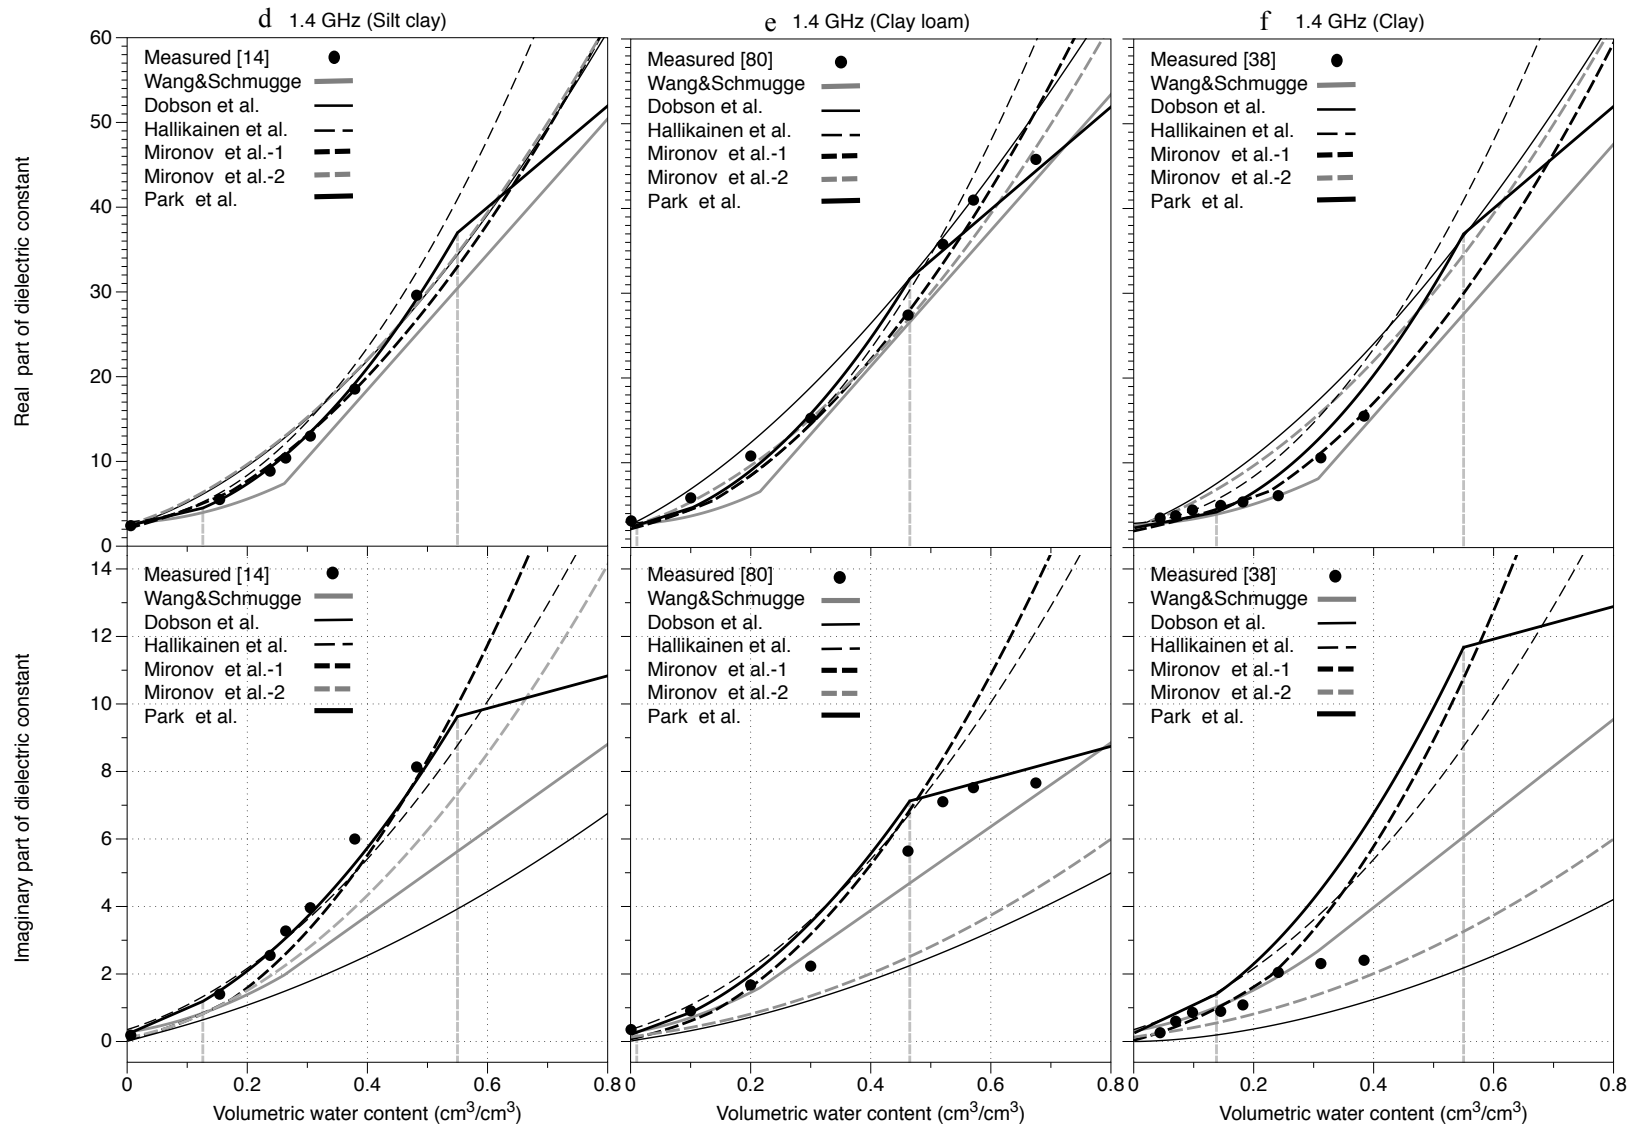 d 1.4 GHz (Silt clay)
e 1.4 GHz (Clay loam)
f 1.4 GHz (Clay)
Real part of dielectric constant
60
50
40
30
20
10
0
Measured [14]
Wang&Schmugge
Dobson et al.
Hallikainen et al.
Mironov et al.-1
Mironov et al.-2
Park et al.
Measured [80]
Wang&Schmugge
Dobson et al.
Hallikainen et al.
Mironov et al.-1
Mironov et al.-2
Park et al.
Measured [38]
Wang&Schmugge
Dobson et al.
Hallikainen et al.
Mironov et al.-1
Mironov et al.-2
Park et al.
Imaginary part of dielectric constant
14
12
10
8
6
4
2
0
Measured [14]
Wang&Schmugge
Dobson et al.
Hallikainen et al.
Mironov et al.-1
Mironov et al.-2
Park et al.
Measured [80]
Wang&Schmugge
Dobson et al.
Hallikainen et al.
Mironov et al.-1
Mironov et al.-2
Park et al.
Measured [38]
Wang&Schmugge
Dobson et al.
Hallikainen et al.
Mironov et al.-1
Mironov et al.-2
Park et al.
0 0.2 0.4 0.6 0.8
0 0.2 0.4 0.6 0.8
0 0.2 0.4 0.6 0.8
Volumetric water content (cm³/cm³)
Volumetric water content (cm³/cm³)
Volumetric water content (cm³/cm³)